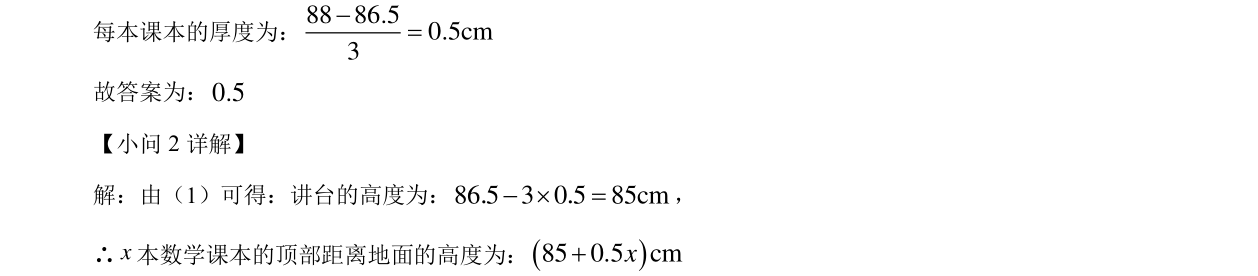 每本课本的厚度为：$\frac{88-86.5}{3}=0.5\text{cm}$
故答案为：0.5
【小问 2 详解】
解：由（1）可得：讲台的高度为：$86.5-3\times0.5=85\text{cm}$，
∴ $x$ 本数学课本的顶部距离地面的高度为：$(85+0.5x)\text{cm}$